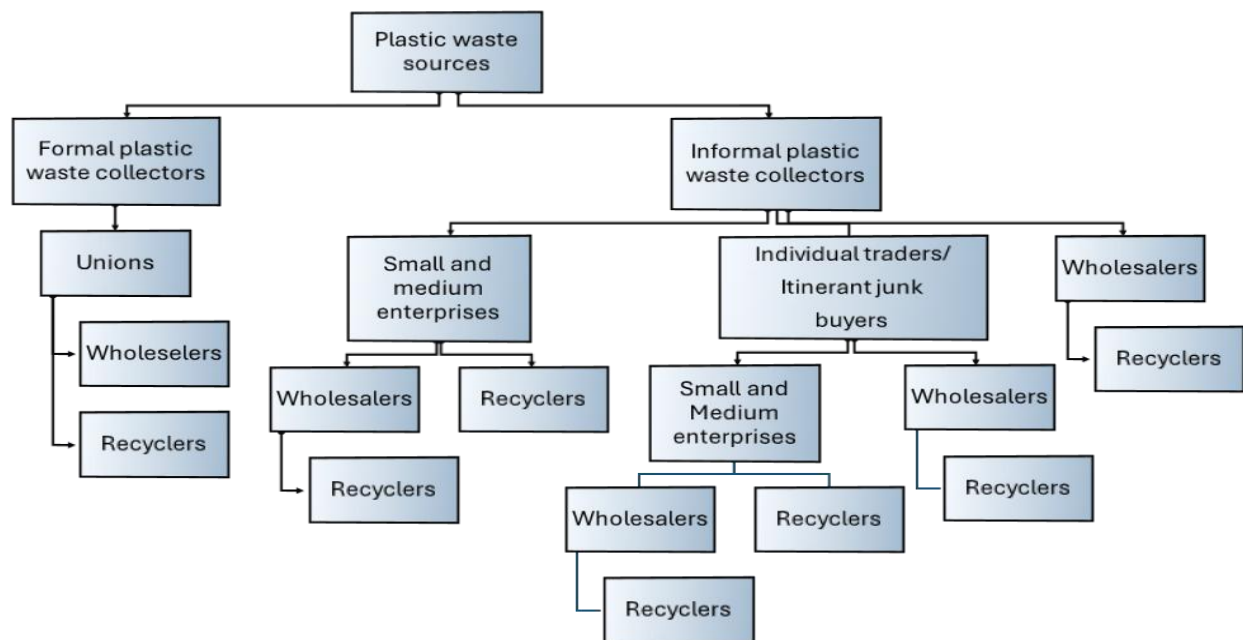 Plastic waste
sources
Formal plastic
waste collectors
Informal plastic
waste collectors
Unions
Small and
medium
enterprises
Individual traders/
Itinerant junk
buyers
Wholesalers
Wholeselers
Recyclers
Wholesalers
Recyclers
Small and
Medium
enterprises
Wholesalers
Recyclers
Recyclers
Recyclers
Wholesalers
Recyclers
Recyclers